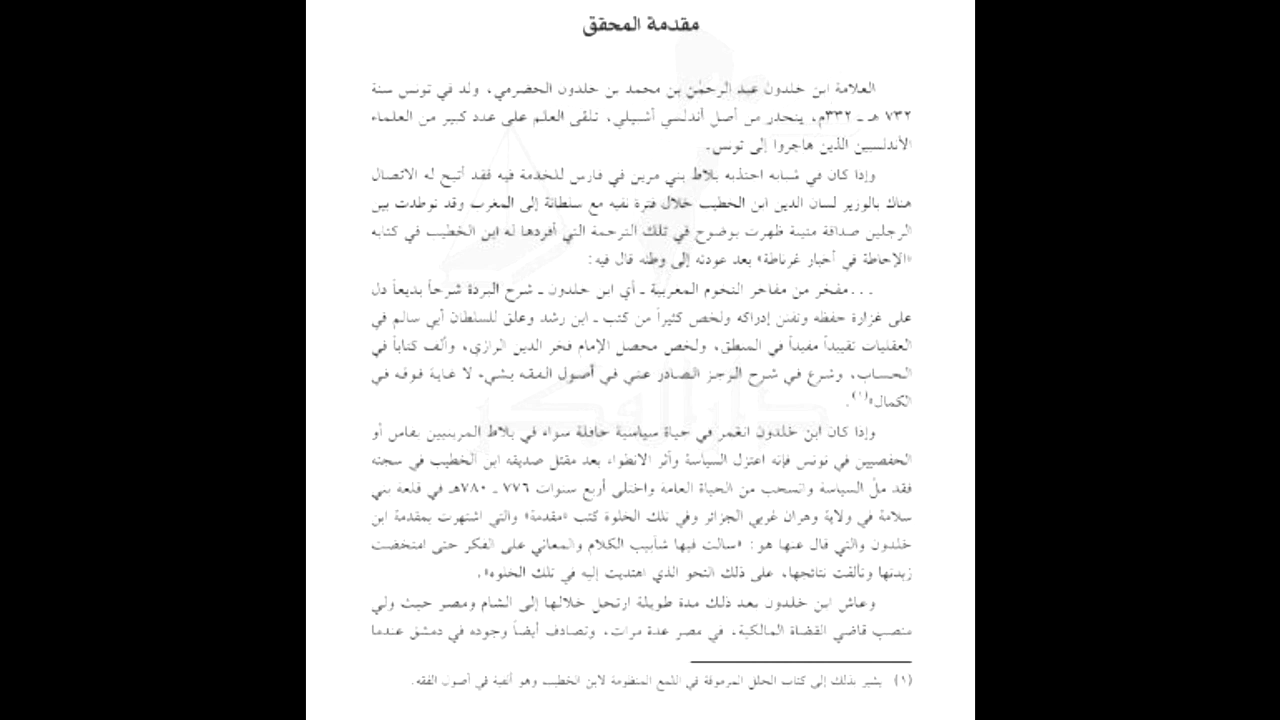 مقدمة المحقق
العلامة ابن خلدون عبد الرحمٰن بن محمد بن خلدون الحضرمي، ولد في تونس سنة
٧٣٢ هـ ـ ٣٣٢م، ينحدر من أصل أندلسي أشبيلي، تلقى العلم على عدد كبير من العلماء
الأندلسيين الذين هاجروا إلى تونس.
وإذا كان في شبابه اجتذبه بلاط بني مرين في فارس للخدمة فيه فقد أتيح له الاتصال
هناك بالوزير لسان الدين ابن الخطيب خلال فترة نفيه مع سلطانه إلى المغرب وقد توطدت بين
الرجلين صداقة متينة ظهرت بوضوح في تلك الترجمة التي أفردها له ابن الخطيب في كتابه
«الإحاطة في أخبار غرناطة» بعد عودته إلى وطنه قال فيه:
...مفخر من مفاخر التخوم المغربية ـ أي ابن خلدون ـ شرح البردة شرحاً بديعاً دل
على غزارة حفظه وتفنن إدراكه ولخص كثيراً من كتب ـ ابن رشد وعلق للسلطان أبي سالم في
العقليات تقييداً مفيداً في المنطق، ولخص محصل الإمام فخر الدين الرازي، وألف كتاباً في
الحساب، وشرع في شرح الرجز الصادر عني في أصول الفقه بشيء لا غاية فوقه في
الكمال»(١).
وإذا كان ابن خلدون انغمر في حياة سياسية حافلة سواء في بلاط المرينيين بفاس أو
الحفصيين في تونس فإنه اعتزل السياسة وآثر الانطواء بعد مقتل صديقه ابن الخطيب في سجنه
فقد ملّ السياسة وانسحب من الحياة العامة واختلى أربع سنوات ٧٧٦ ـ ٧٨٠هـ في قلعة بني
سلامة في ولاية وهران غربي الجزائر وفي تلك الخلوة كتب «مقدمة» والتي اشتهرت بمقدمة ابن
خلدون والتي قال عنها هو: «سالت فيها شآبيب الكلام والمعاني على الفكر حتى امتخضت
زبدتها وتألقت نتائجها، على ذلك النحو الذي اهتديت إليه في تلك الخلوة».
وعاش ابن خلدون بعد ذلك مدة طويلة ارتحل خلالها إلى الشام ومصر حيث ولي
منصب قاضي القضاة المالكية، في مصر عدة مرات، وتصادف أيضاً وجوده في دمشق عندما
(١) يشير بذلك إلى كتاب الحلل المرموقة في اللمع المنظومة لابن الخطيب وهو ألفية في أصول الفقه.
دار الفكر